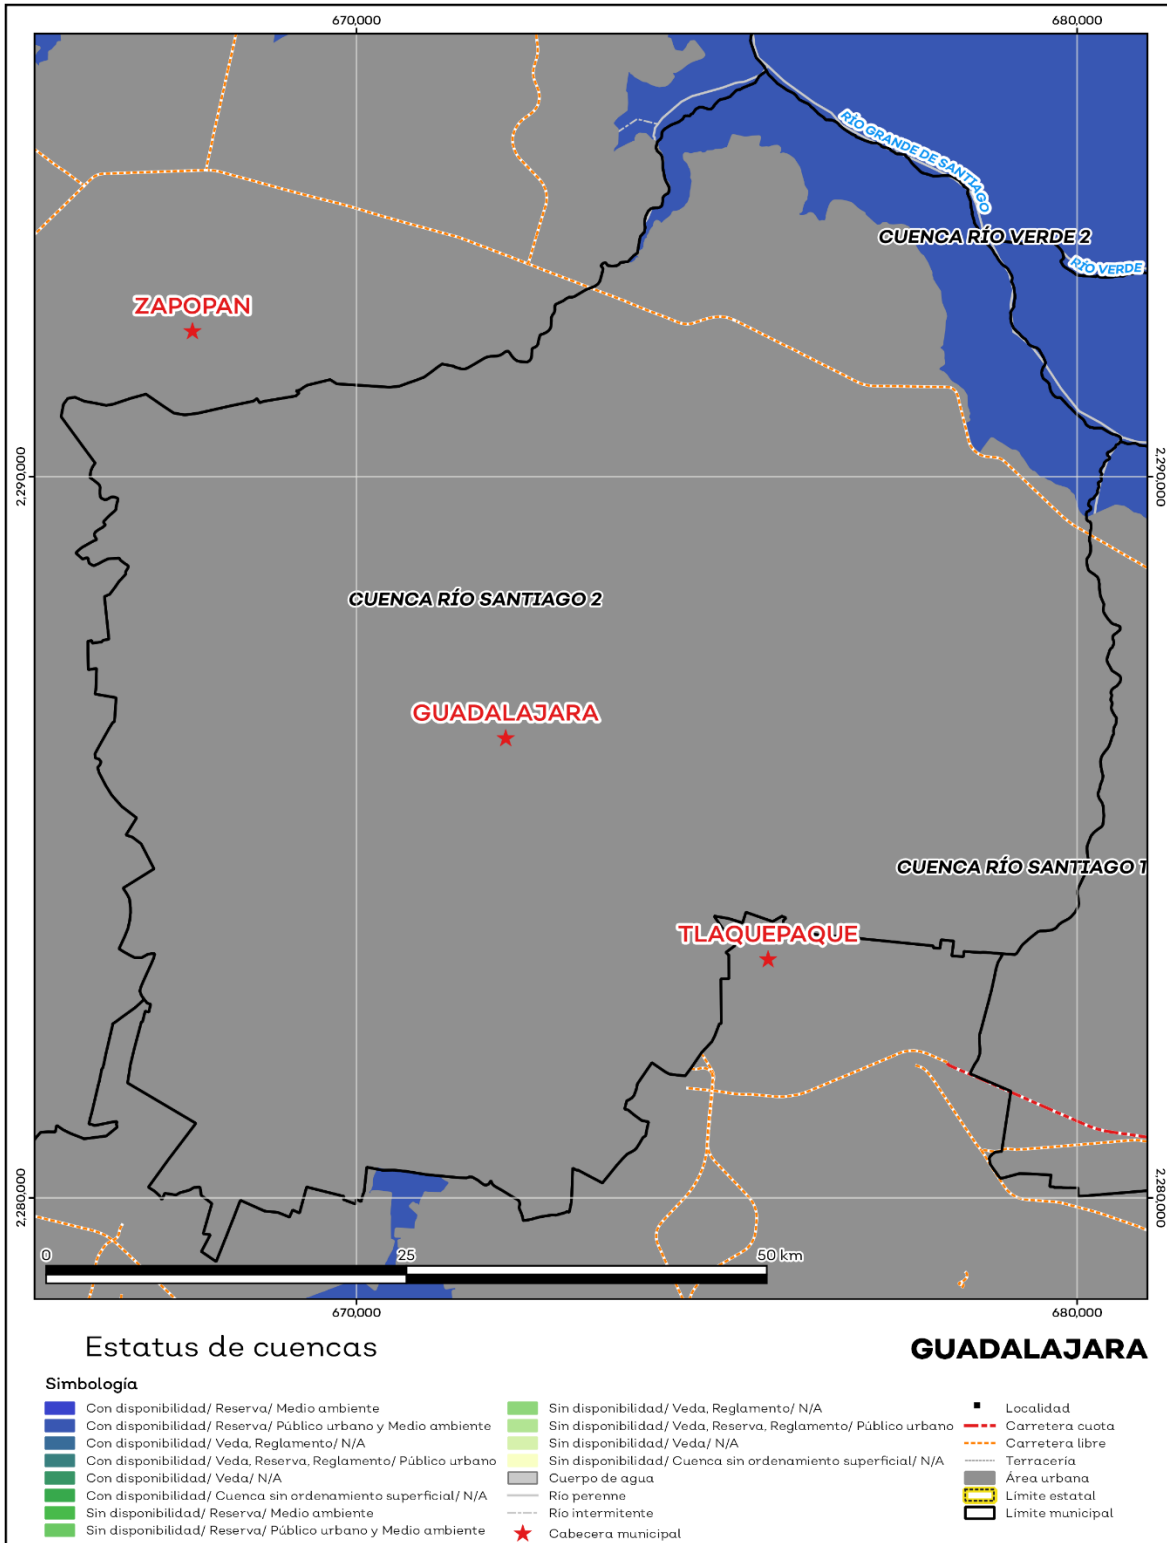 670,000
680,000
RÍO GRANDE DE SANTIAGO
CUENCA RÍO VERDE 2
RÍO VERDE
ZAPOPAN
2,290,000
2,290,000
CUENCA RÍO SANTIAGO 2
GUADALAJARA
CUENCA RÍO SANTIAGO 1
TLAQUEPAQUE
2,280,000
2,280,000
0
25
50 km
670,000
680,000
Estatus de cuencas
GUADALAJARA
Simbología
Con disponibilidad/ Reserva/ Medio ambiente
Con disponibilidad/ Reserva/ Público urbano y Medio ambiente
Con disponibilidad/ Veda, Reglamento/ N/A
Con disponibilidad/ Veda, Reserva, Reglamento/ Público urbano
Con disponibilidad/ Veda/ N/A
Con disponibilidad/ Cuenca sin ordenamiento superficial/ N/A
Sin disponibilidad/ Reserva/ Medio ambiente
Sin disponibilidad/ Reserva/ Público urbano y Medio ambiente
Sin disponibilidad/ Veda, Reglamento/ N/A
Sin disponibilidad/ Veda, Reserva, Reglamento/ Público urbano
Sin disponibilidad/ Veda/ N/A
Sin disponibilidad/ Cuenca sin ordenamiento superficial/ N/A
Cuerpo de agua
Río perenne
Río intermitente
Cabecera municipal
Localidad
Carretera cuota
Carretera libre
Terracería
Área urbana
Límite estatal
Límite municipal